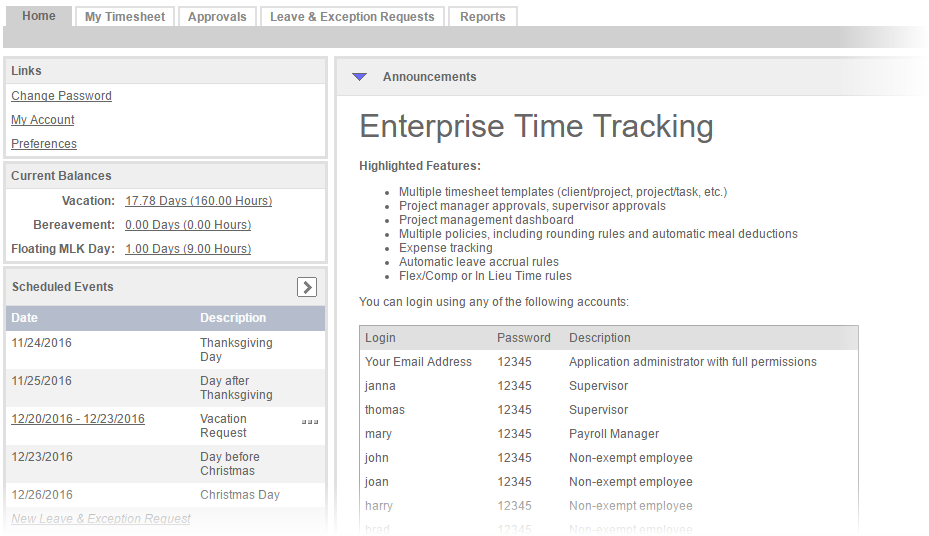 Home My Timesheet Approvals Leave & Exception Requests Reports
Links
Change Password
My Account
Preferences
Current Balances
Vacation: 17.78 Days (160.00 Hours)
Bereavement: 0.00 Days (0.00 Hours)
Floating MLK Day: 1.00 Days (9.00 Hours)
Scheduled Events
Date Description
11/24/2016 Thanksgiving
Day
11/25/2016 Day after
Thanksgiving
12/20/2016 - 12/23/2016 Vacation
Request
12/23/2016 Day before
Christmas
12/26/2016 Christmas Day
New Leave & Exception Request
Announcements
Enterprise Time Tracking
Highlighted Features:
Multiple timesheet templates (client/project, project/task, etc.)
Project manager approvals, supervisor approvals
Project management dashboard
Multiple policies, including rounding rules and automatic meal deductions
Expense tracking
Automatic leave accrual rules
Flex/Comp or In Lieu Time rules
You can login using any of the following accounts:
Login Password Description
Your Email Address 12345 Application administrator with full permissions
janna 12345 Supervisor
thomas 12345 Supervisor
mary 12345 Payroll Manager
john 12345 Non-exempt employee
joan 12345 Non-exempt employee
harry 12345 Non-exempt employee
brad 12345 Non-exempt employee